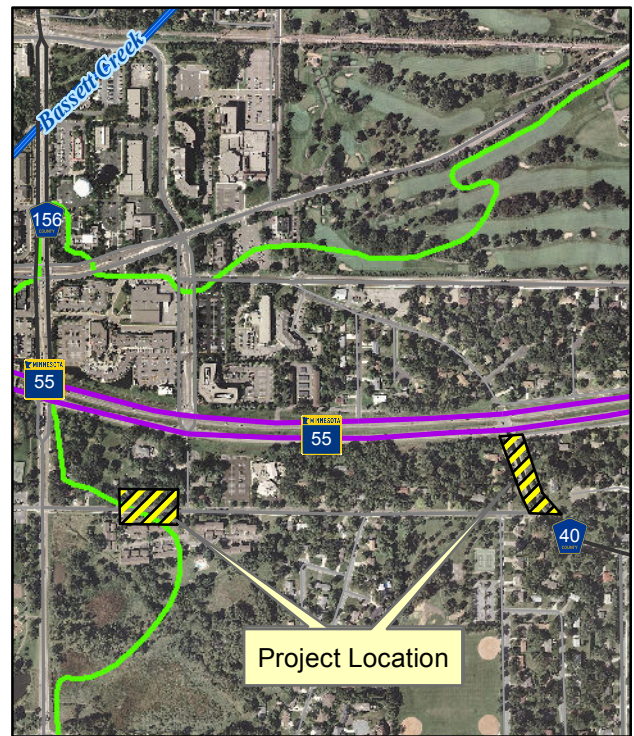 Bassett Creek
156
COUNTY
MINNESOTA
55
MINNESOTA
55
40
COUNTY
Project Location